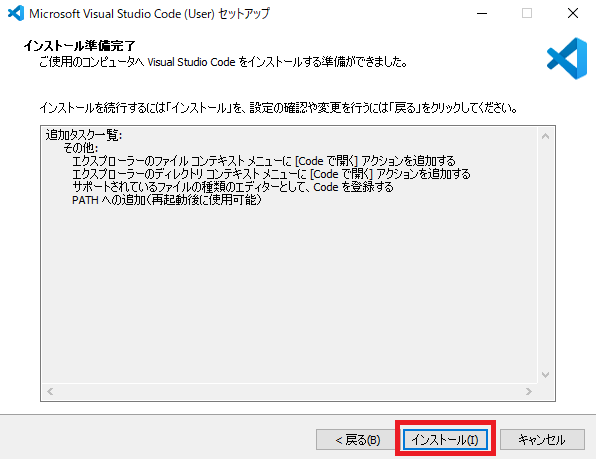 Microsoft Visual Studio Code (User) セットアップ
インストール準備完了
ご使用のコンピュータへ Visual Studio Code をインストールする準備ができました。
インストールを続行するには「インストール」を、設定の確認や変更を行うには「戻る」をクリックしてください。
追加タスク一覧:
その他:
エクスプローラーのファイル コンテキスト メニューに [Code で開く] アクションを追加する
エクスプローラーのディレクトリ コンテキスト メニューに [Code で開く] アクションを追加する
サポートされているファイルの種類のエディターとして、Code を登録する
PATH への追加（再起動後に使用可能）
< 戻る(B)
インストール(I)
キャンセル